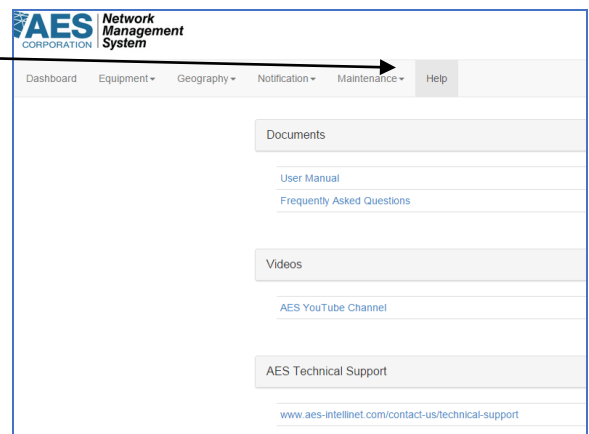 AES Network
Management
CORPORATION System
Dashboard Equipment Geography Notification Maintenance Help
Documents
User Manual
Frequently Asked Questions
Videos
AES YouTube Channel
AES Technical Support
www.aes-intellinet.com/contact-us/technical-support